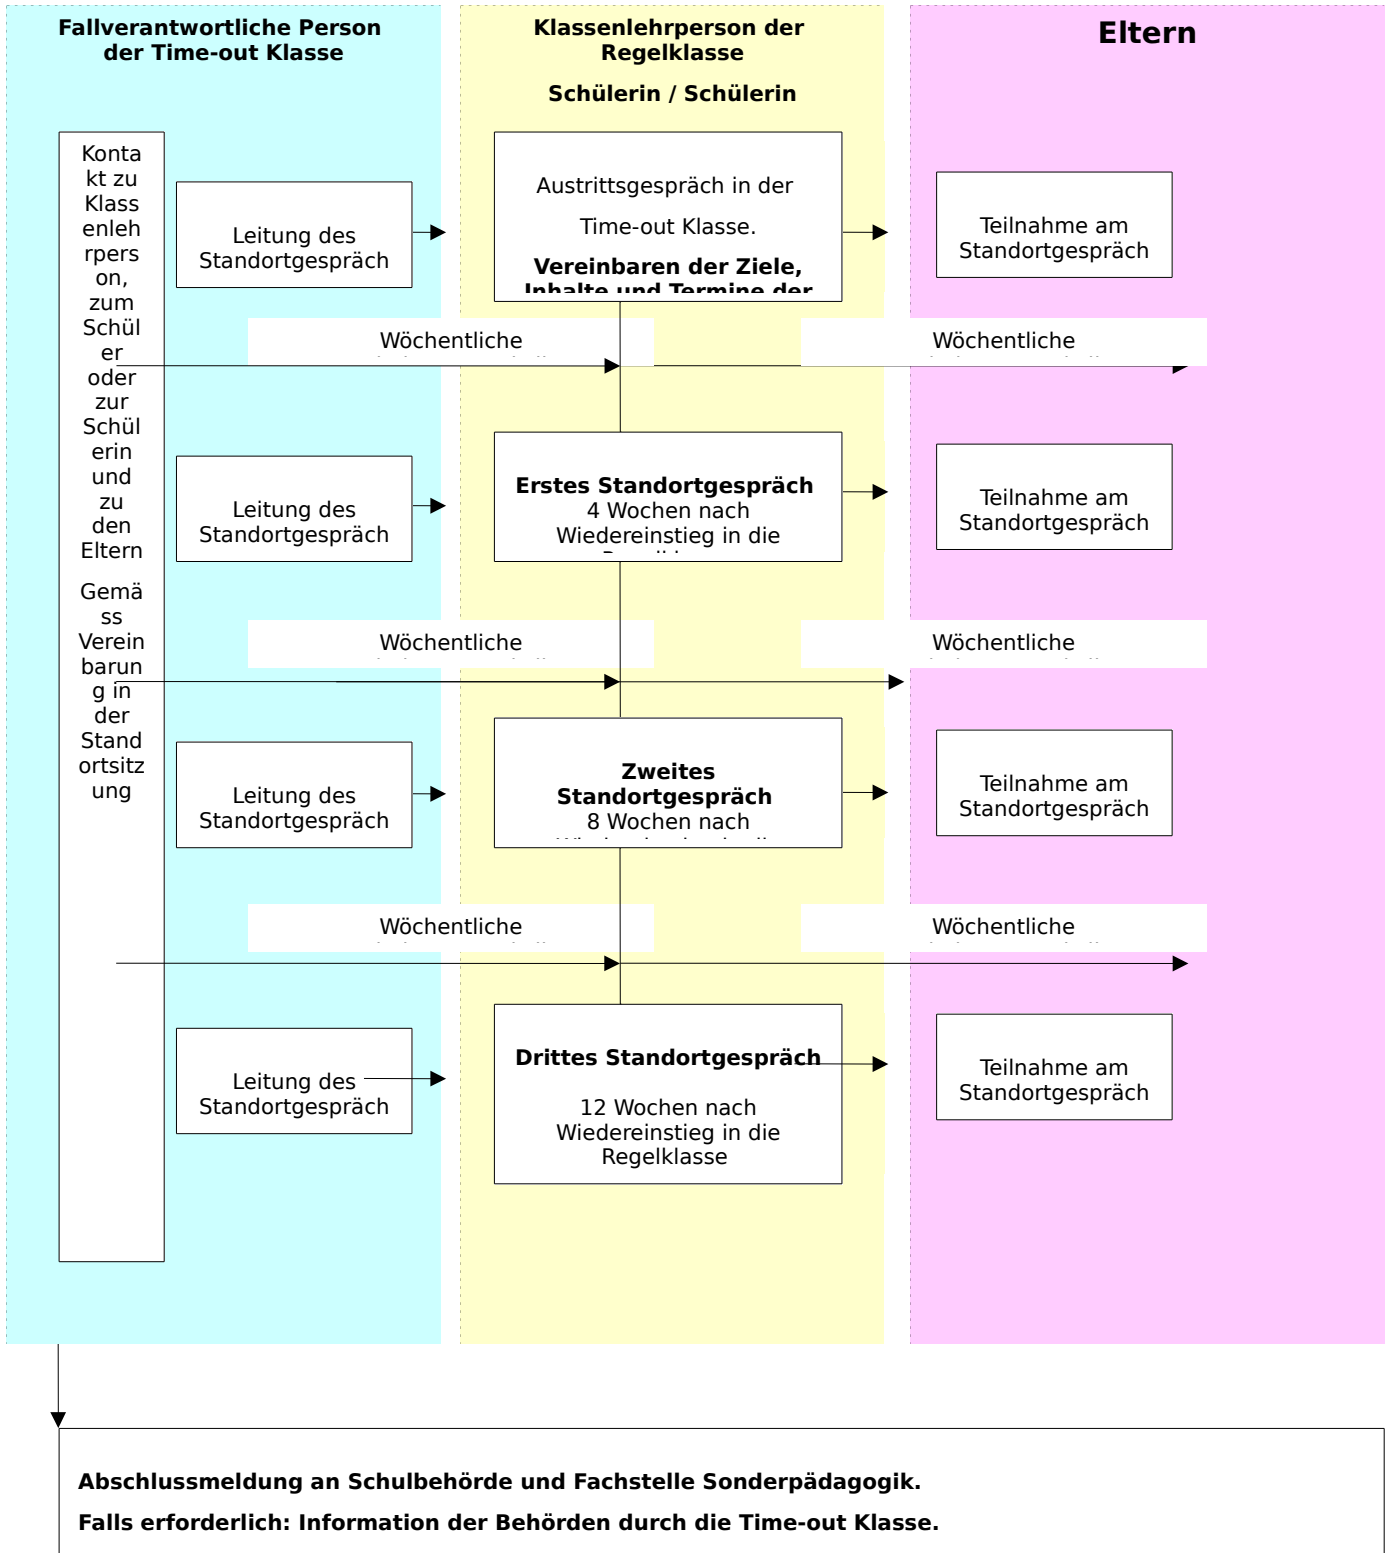 Fallverantwortliche Person
der Time-out Klasse
Klassenlehrperson der
Regelklasse
Schülerin / Schülerin
Eltern
Konta
kt zu
Klass
enleh
rpers
on,
zum
Schül
er
oder
zur
Schül
erin
und
zu
den
Eltern
Gemä
ss
Verein
barun
g in
der
Stand
ortsitz
ung
Leitung des
Standortgespräch
Austrittsgespräch in der
Time-out Klasse.
Vereinbaren der Ziele,
Inhalte und Termine der
Teilnahme am
Standortgespräch
Wöchentliche
Wöchentliche
Leitung des
Standortgespräch
Erstes Standortgespräch
4 Wochen nach
Wiedereinstieg in die
Teilnahme am
Standortgespräch
Wöchentliche
Wöchentliche
Leitung des
Standortgespräch
Zweites
Standortgespräch
8 Wochen nach
Teilnahme am
Standortgespräch
Wöchentliche
Wöchentliche
Leitung des
Standortgespräch
Drittes Standortgespräch
12 Wochen nach
Wiedereinstieg in die
Regelklasse
Teilnahme am
Standortgespräch
Abschlussmeldung an Schulbehörde und Fachstelle Sonderpädagogik.
Falls erforderlich: Information der Behörden durch die Time-out Klasse.